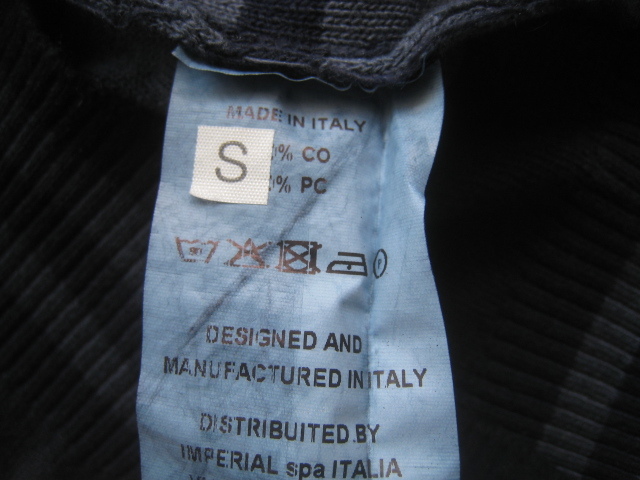 MADE IN ITALY
S
% CO
% PC
DESIGNED AND
MANUFACTURED IN ITALY
DISTRIBUITED BY
IMPERIAL spa ITALIA